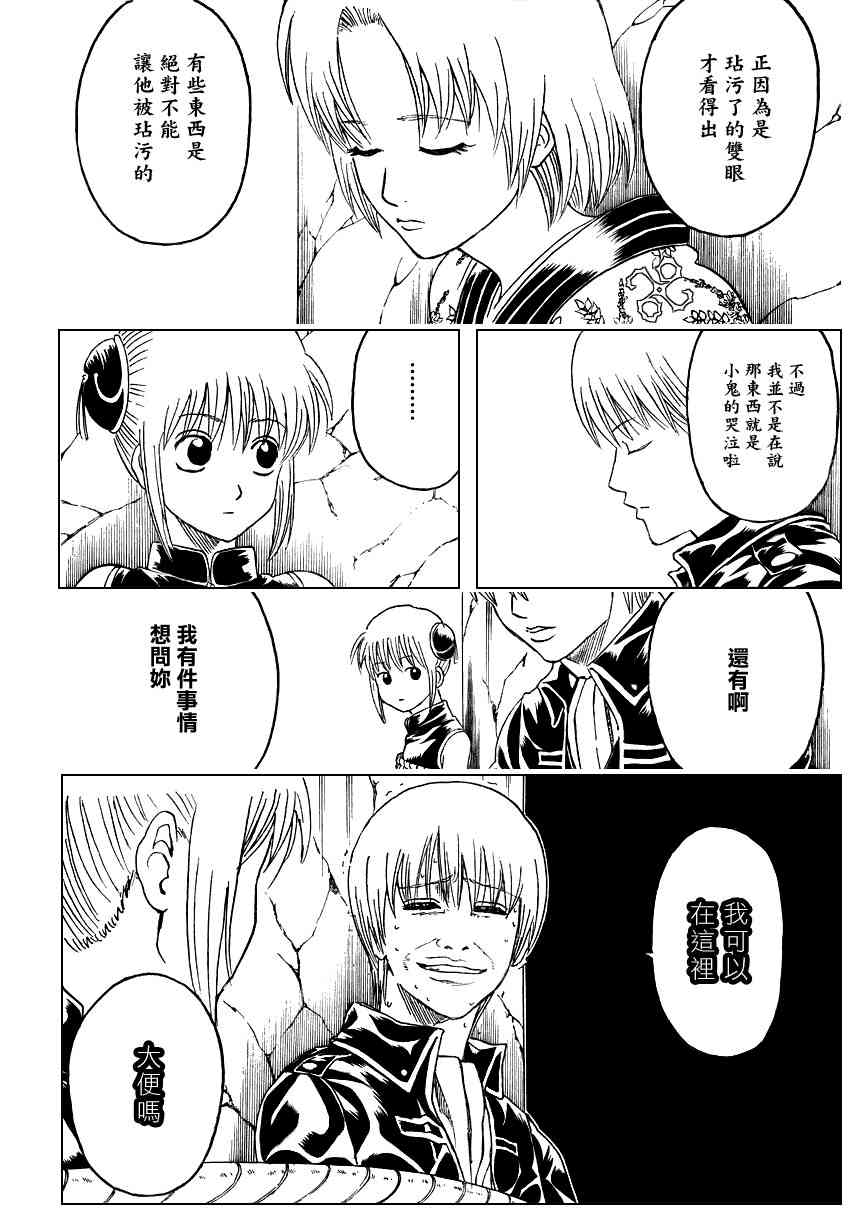 正因為是
玷污了的雙眼
才看得出
有些東西是
絕對不能
讓他被玷污的
不過
我並不是在說
那東西就是
小鬼的哭泣啦
………
還有啊
我有件事情
想問妳
我可以
在這裡
大便嗎